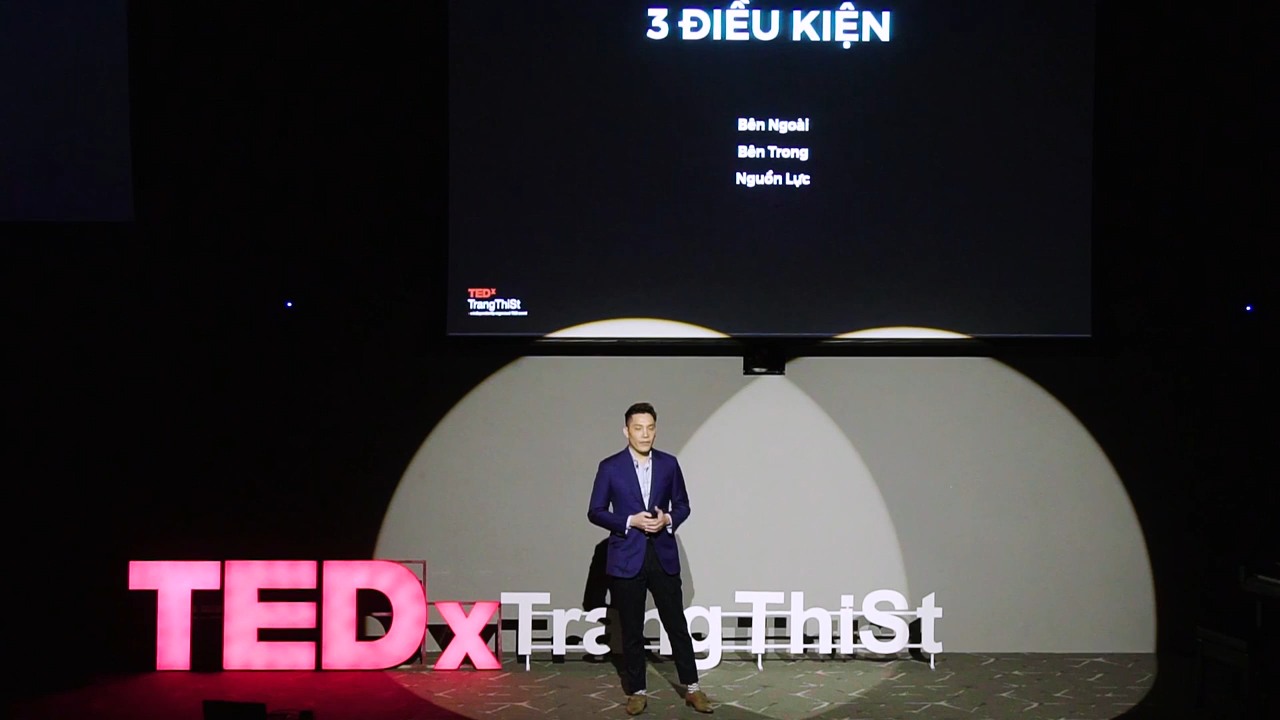 3 ĐIỀU KIỆN
Bên Ngoài
Bên Trong
Nguồn Lực
TEDx
TrangThiSt
TEDxTrangThiSt